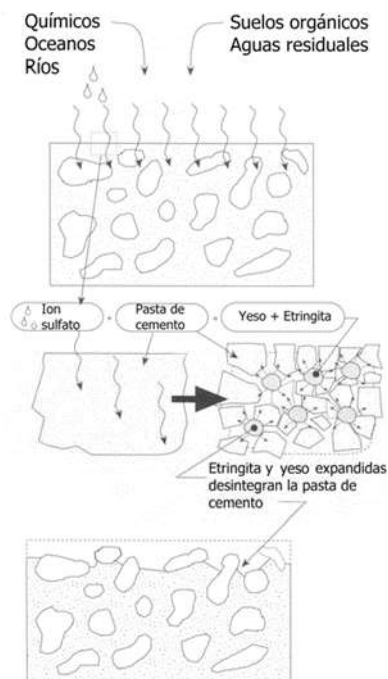 Químicos
Oceanos
Ríos
Suelos orgánicos
Aguas residuales
Ion
sulfato
-
Pasta de
cemento
-
Yeso + Etringita
Etringita y yeso expandidas
desintegran la pasta de
cemento